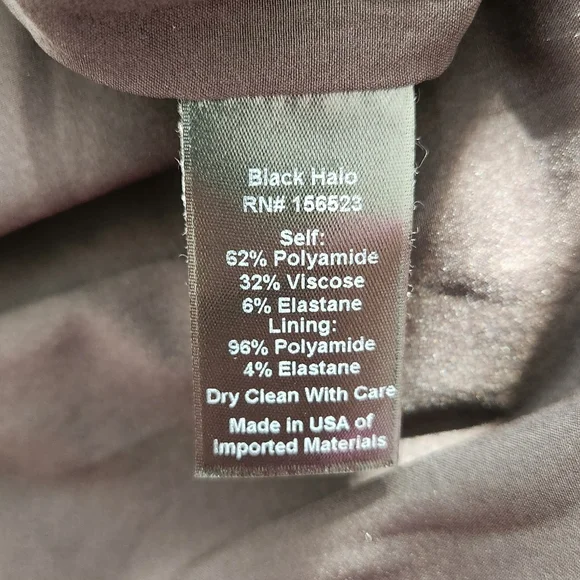 Black Halo
RN# 156523
Self:
62% Polyamide
32% Viscose
6% Elastane
Lining:
96% Polyamide
4% Elastane
Dry Clean With Care
Made in USA of
Imported Materials